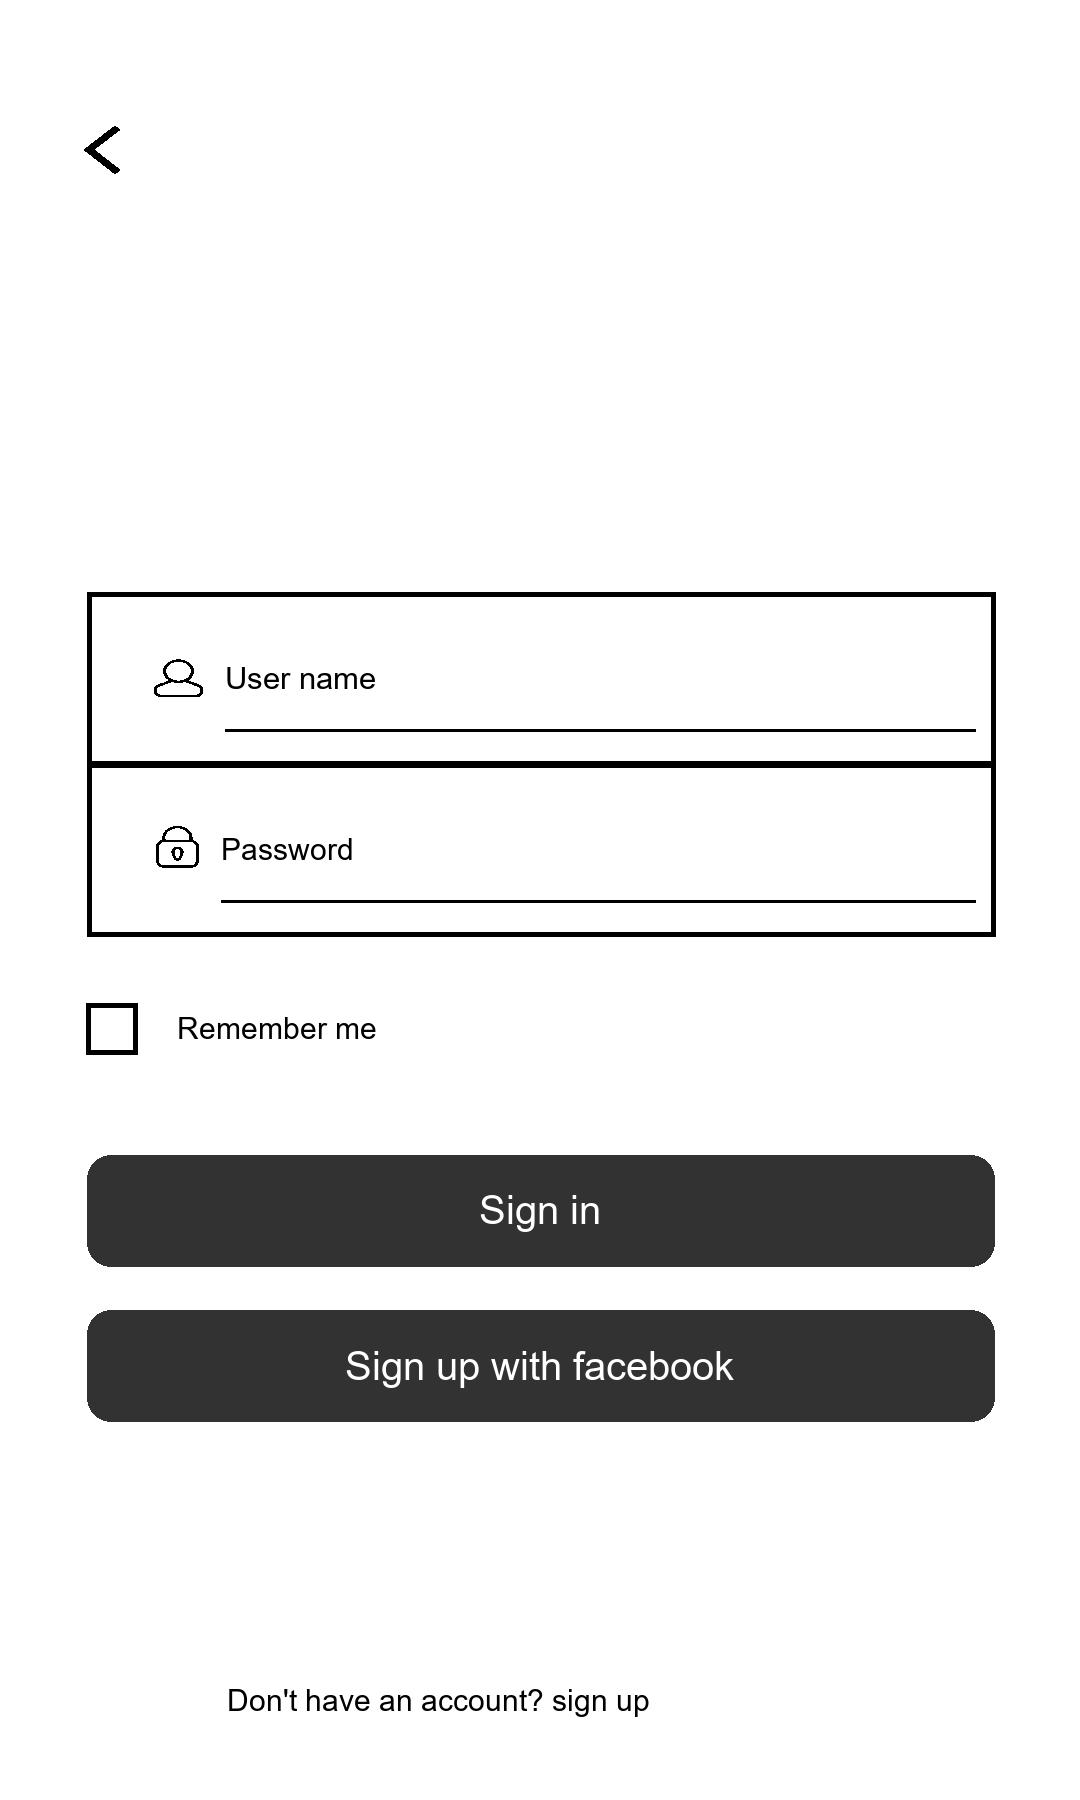 User name
Password
Remember me
Sign in
Sign up with facebook
Don't have an account? sign up